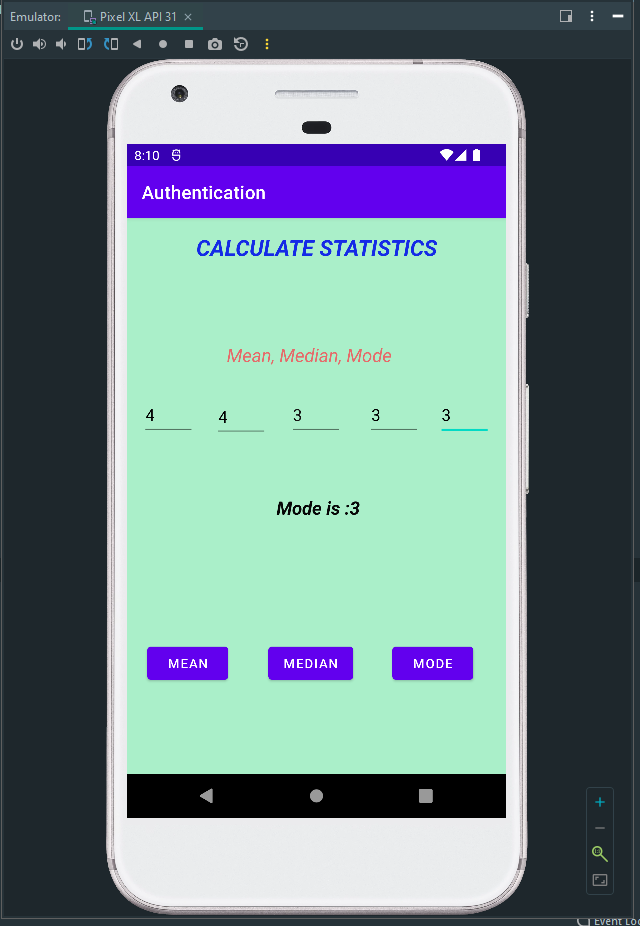 Emulator: Pixel XL API 31
8:10
Authentication
CALCULATE STATISTICS
Mean, Median, Mode
4 4 3 3 3
Mode is :3
MEAN MEDIAN MODE
Event Lo